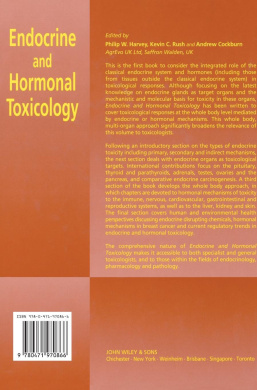 Endocrine
and
Hormonal
Toxicology
Edited by
Philip W. Harvey, Kevin C. Rush and Andrew Cockburn
AgrEvo UK Ltd, Saffron Walden, UK
This is the first book to consider the integrated role of the
classical endocrine system and hormones (including those
from tissues outside the classical endocrine system) in
toxicological responses. Although focusing on the latest
knowledge on endocrine glands as target organs and the
mechanisms and molecular basis for toxicity in these organs,
Endocrine and Hormonal Toxicology has been written to
cover toxicological responses at the whole body level mediated
by endocrine or hormonal mechanisms. This whole body,
multi organ approach significantly broadens the relevance of
this volume to toxicologists.
Following an introductory section on the types of endocrine
toxicity including primary, secondary and indirect mechanisms,
the next section deals with endocrine organs as toxicological
targets. International contributions focus on the pituitary,
thyroid and parathyroids, adrenals, testes, ovaries and the
pancreas, and comparative endocrine carcinogenesis. A third
section of the book develops the whole body approach, in
which chapters are devoted to hormonal mechanisms of toxicity
to the immune, nervous, cardiovascular, gastrointestinal and
reproductive systems, as well as to the liver, kidney and skin.
The final section covers human and environmental health
perspectives discussing endocrine disrupting chemicals, hormonal
mechanisms in breast cancer and current regulatory trends in
endocrine and hormonal toxicology.
The comprehensive nature of Endocrine and Hormonal
Toxicology makes it accessible to both specialist and general
toxicologists, and to those within the fields of endocrinology,
pharmacology and pathology.
ISBN 978-0-471-97086-6
9 780471 970866
JOHN WILEY & SONS
Chichester · New York · Weinheim · Brisbane · Singapore · Toronto